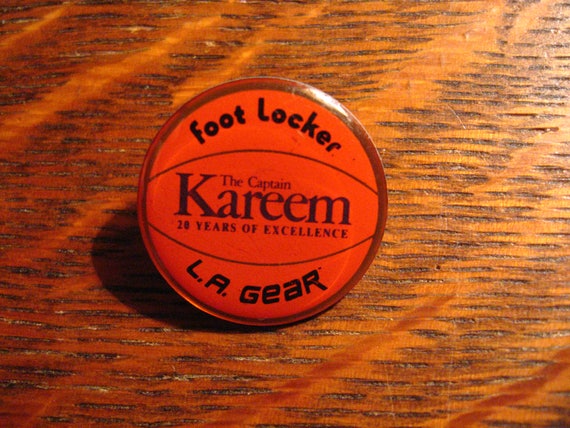 Foot Locker
The Captain
Kareem
20 YEARS OF EXCELLENCE
L.A. GEAR